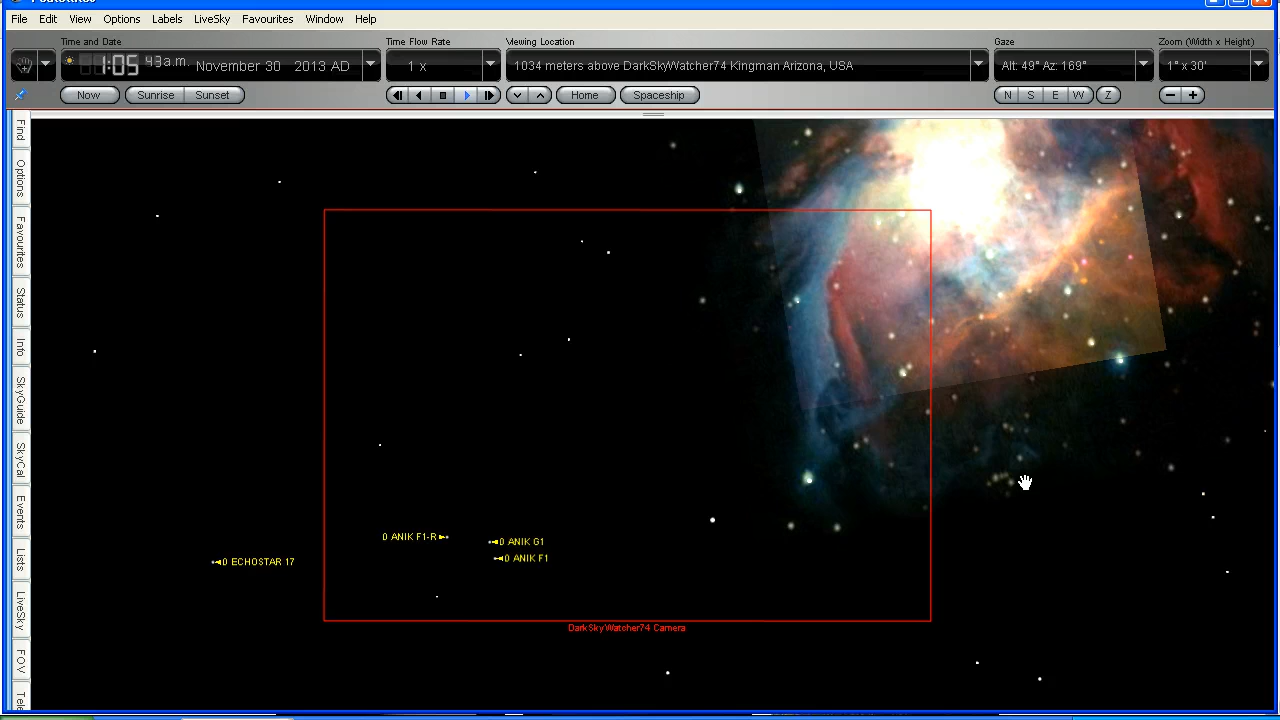 File Edit View Options Labels LiveSky Favourites Window Help
Time and Date Time Flow Rate Viewing Location Gaze Zoom (Width x Height)
1:05 43a.m. November 30 2013 AD 1 x 1034 meters above DarkSkyWatcher74 Kingman Arizona, USA Alt: 49° Az: 169° 1° x 30'
Now Sunrise Sunset Home Spaceship N S E W Z
Find
Options
Favourites
Status
Info
SkyGuide
SkyCal
Events
Lists
LiveSky
FOV
0 ANIK F1-R
0 ANIK G1
0 ANIK F1
0 ECHOSTAR 17
DarkSkyWatcher74 Camera